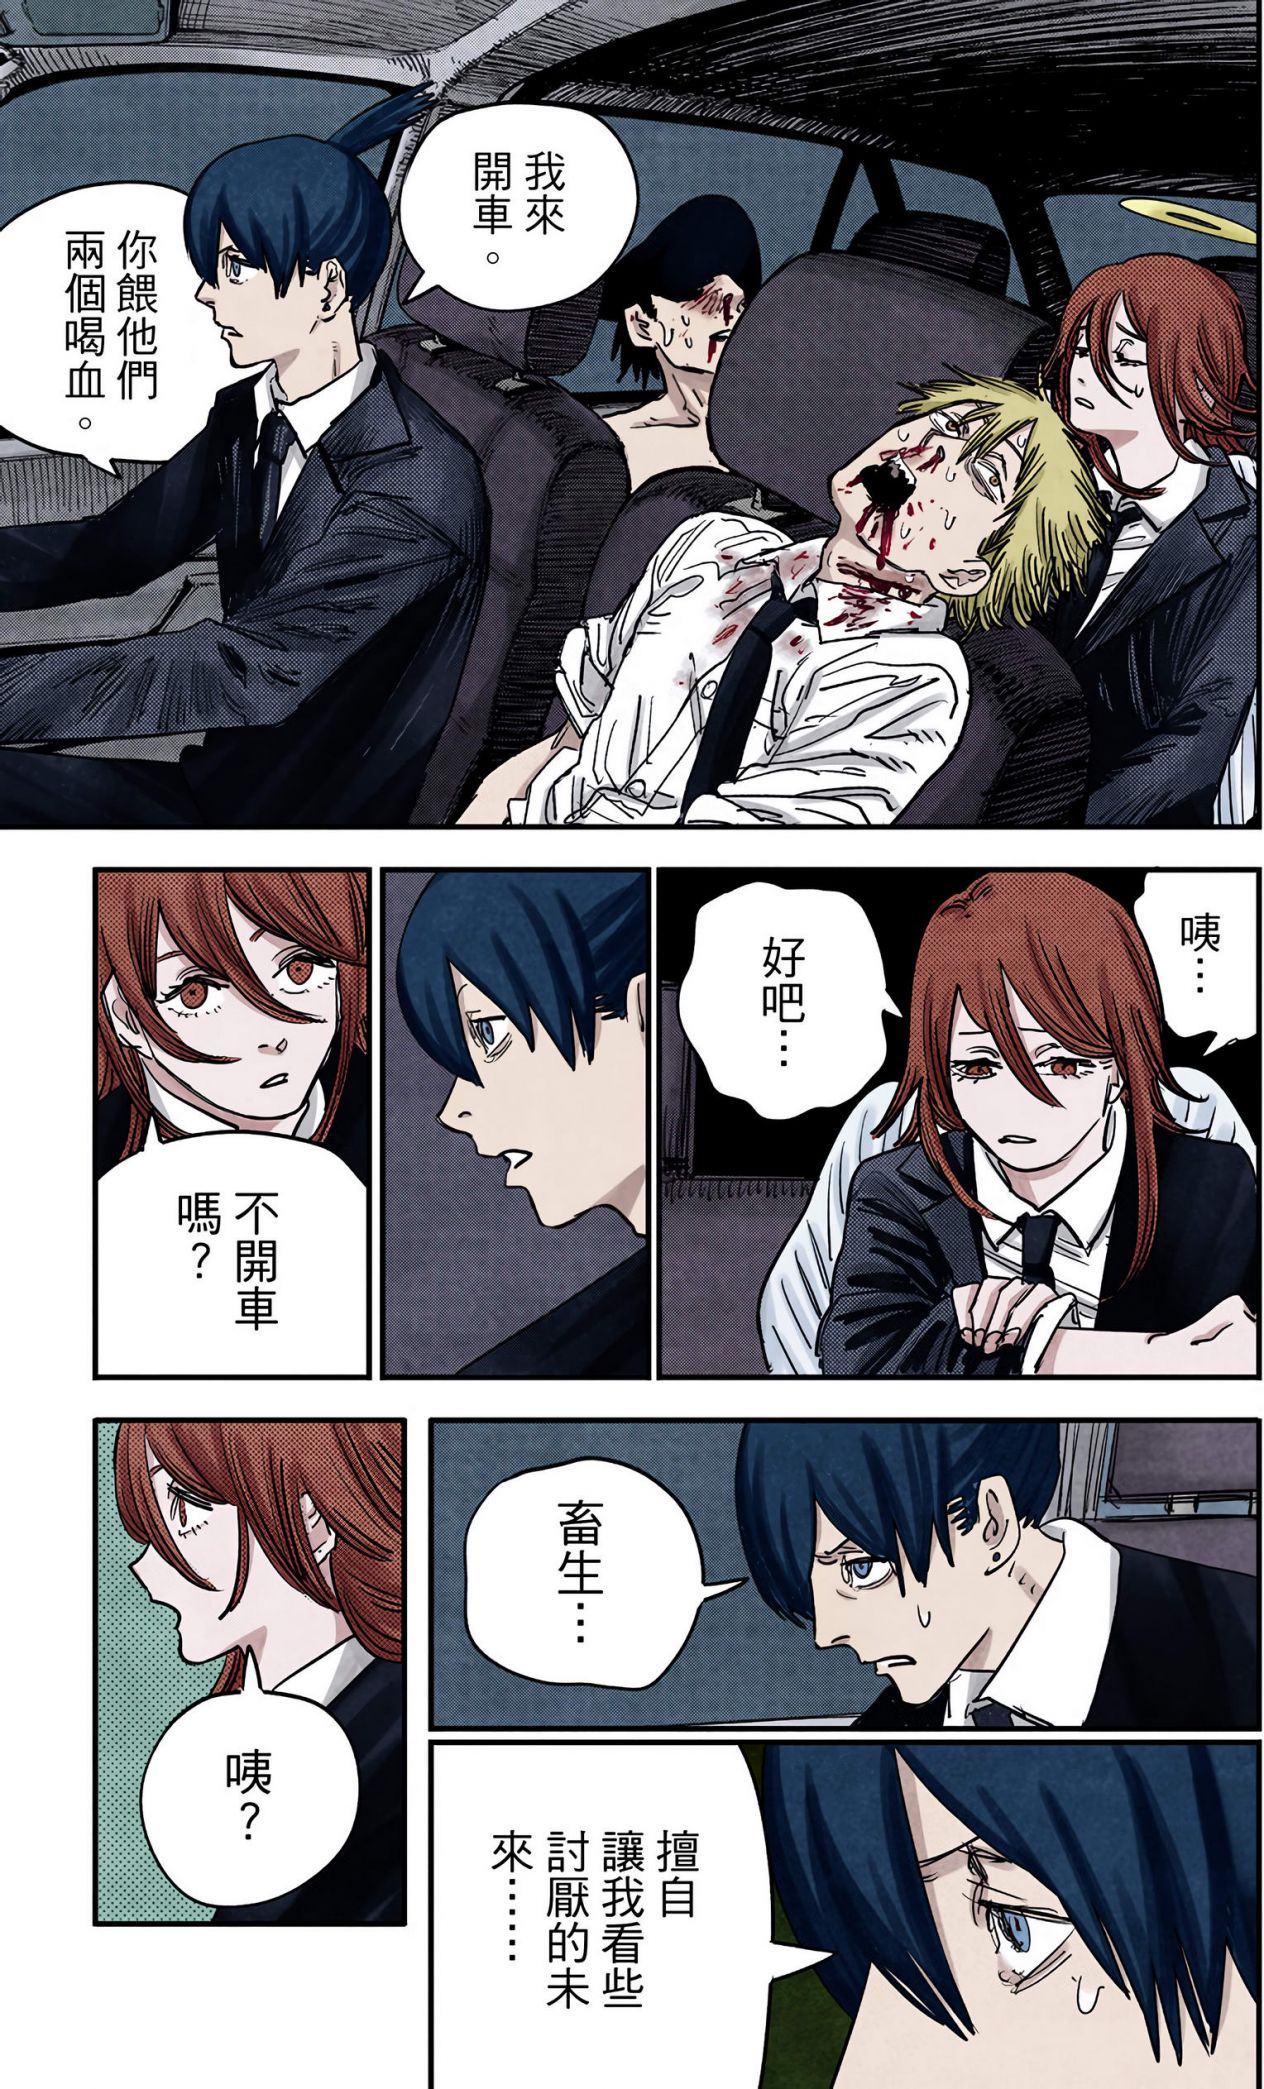 我來
開車。
你餵他們
兩個喝血。
咦…
好吧…
不開車
嗎？
畜生…
擅自
讓我看些
討厭的未
來……
咦？